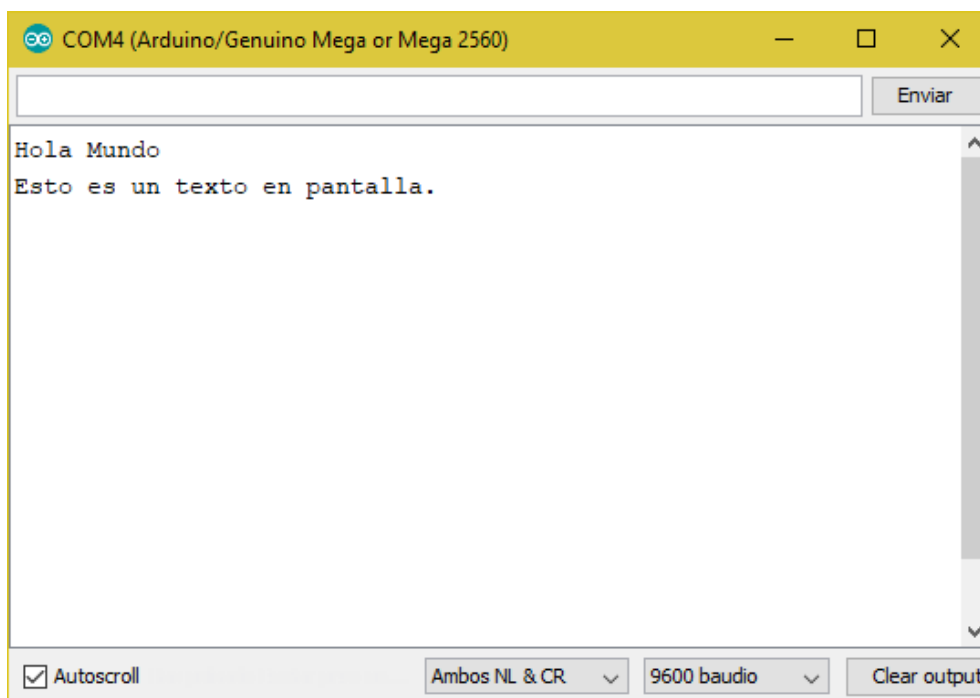 COM4 (Arduino/Genuino Mega or Mega 2560)
Enviar
Hola Mundo
Esto es un texto en pantalla.
Autoscroll
Ambos NL & CR
9600 baudio
Clear output